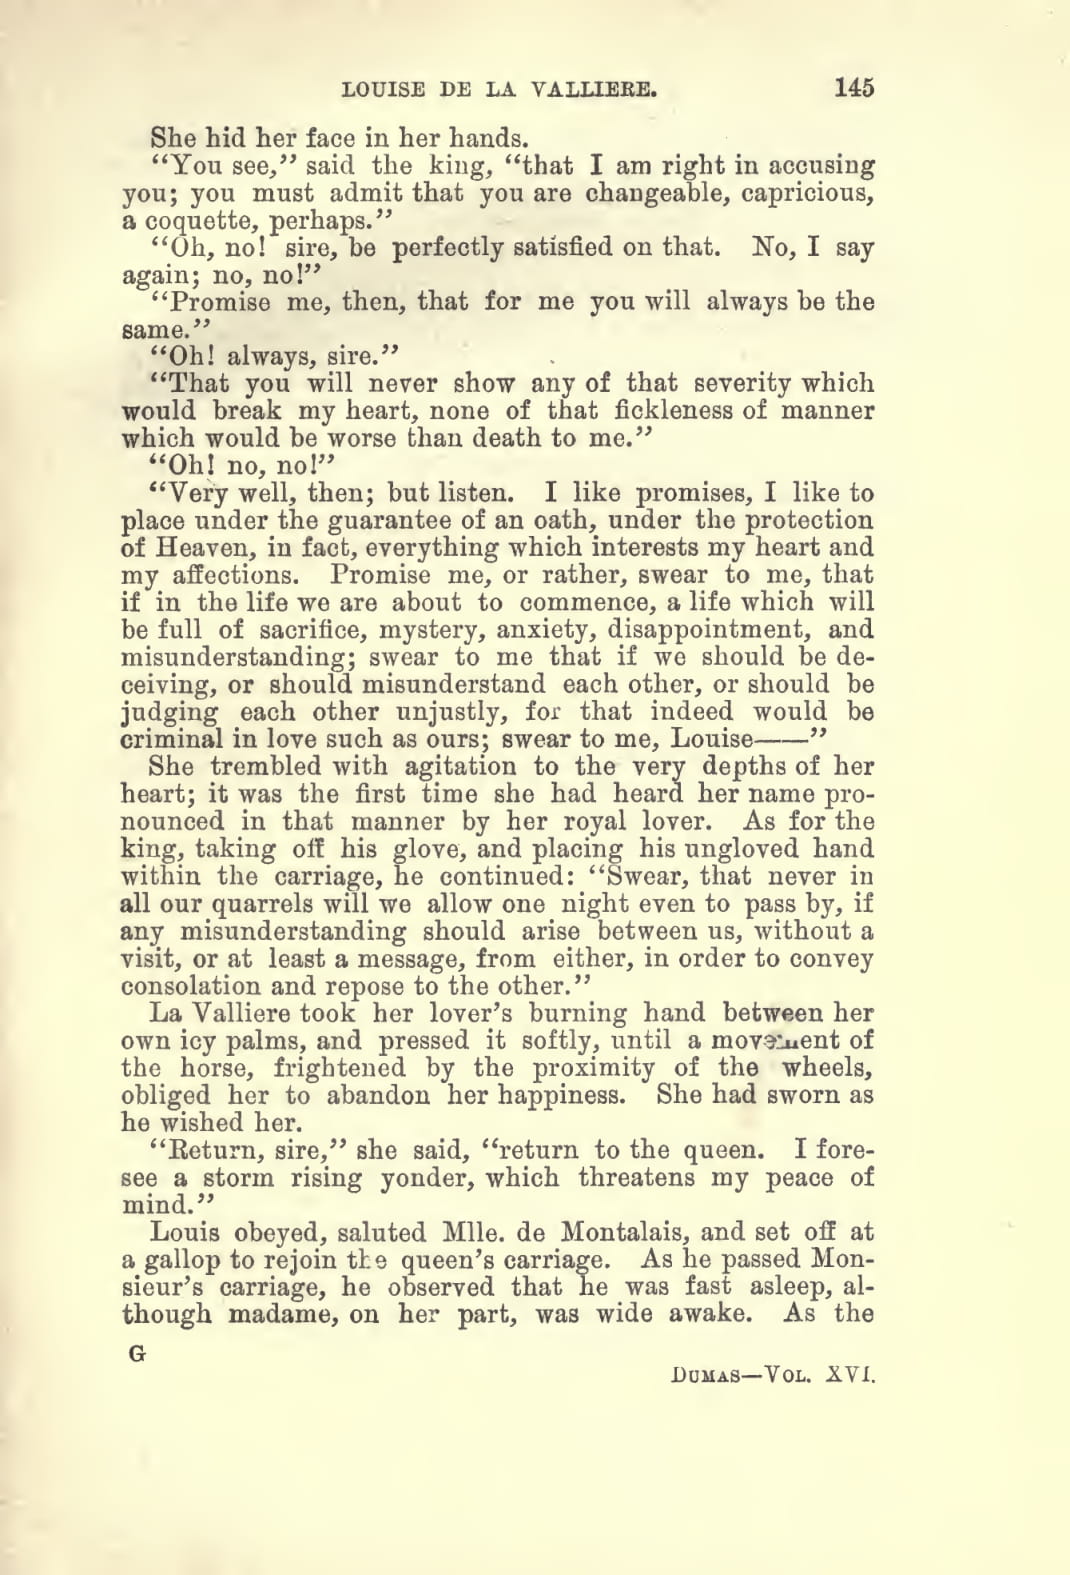 LOUISE DE LA VALLIERE. 145
She hid her face in her hands.
“You see,” said the king, “that I am right in accusing
you; you must admit that you are changeable, capricious,
a coquette, perhaps.”
“Oh, no! sire, be perfectly satisfied on that. No, I say
again; no, no!”
“Promise me, then, that for me you will always be the
same.”
“Oh! always, sire.”
“That you will never show any of that severity which
would break my heart, none of that fickleness of manner
which would be worse than death to me.”
“Oh! no, no!”
“Very well, then; but listen. I like promises, I like to
place under the guarantee of an oath, under the protection
of Heaven, in fact, everything which interests my heart and
my affections. Promise me, or rather, swear to me, that
if in the life we are about to commence, a life which will
be full of sacrifice, mystery, anxiety, disappointment, and
misunderstanding; swear to me that if we should be de-
ceiving, or should misunderstand each other, or should be
judging each other unjustly, for that indeed would be
criminal in love such as ours; swear to me, Louise——”
She trembled with agitation to the very depths of her
heart; it was the first time she had heard her name pro-
nounced in that manner by her royal lover. As for the
king, taking off his glove, and placing his ungloved hand
within the carriage, he continued: “Swear, that never in
all our quarrels will we allow one night even to pass by, if
any misunderstanding should arise between us, without a
visit, or at least a message, from either, in order to convey
consolation and repose to the other.”
La Valliere took her lover’s burning hand between her
own icy palms, and pressed it softly, until a movement of
the horse, frightened by the proximity of the wheels,
obliged her to abandon her happiness. She had sworn as
he wished her.
“Return, sire,” she said, “return to the queen. I fore-
see a storm rising yonder, which threatens my peace of
mind.”
Louis obeyed, saluted Mlle. de Montalais, and set off at
a gallop to rejoin the queen’s carriage. As he passed Mon-
sieur’s carriage, he observed that he was fast asleep, al-
though madame, on her part, was wide awake. As the
G
DUMAS—VOL. XVI.